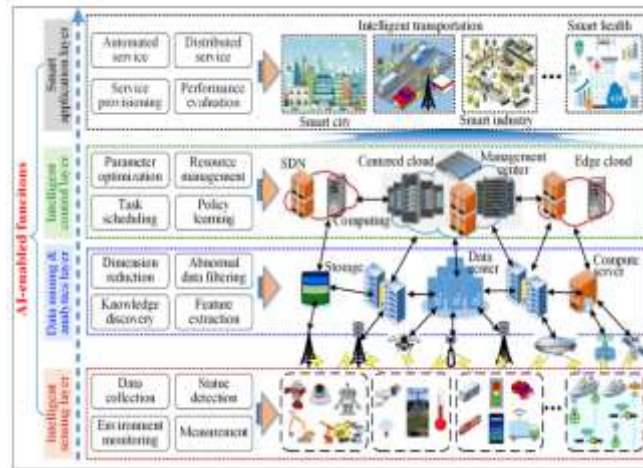 AI-enabled functions
Smart
application layer
Automated
service
Distributed
service
Service
provisioning
Performance
evaluation
Intelligent transportation
Smart health
Smart city
Smart industry
Intelligent
control layer
Parameter
optimization
Resource
management
Task
scheduling
Policy
learning
SDN
Centered cloud
Management
center
Edge cloud
Computing
Data mining &
analytics layer
Dimension
reduction
Abnormal
data filtering
Knowledge
discovery
Feature
extraction
Storage
Data
center
Compute
server
Intelligent
sensing layer
Data
collection
Status
detection
Environment
monitoring
Measurement